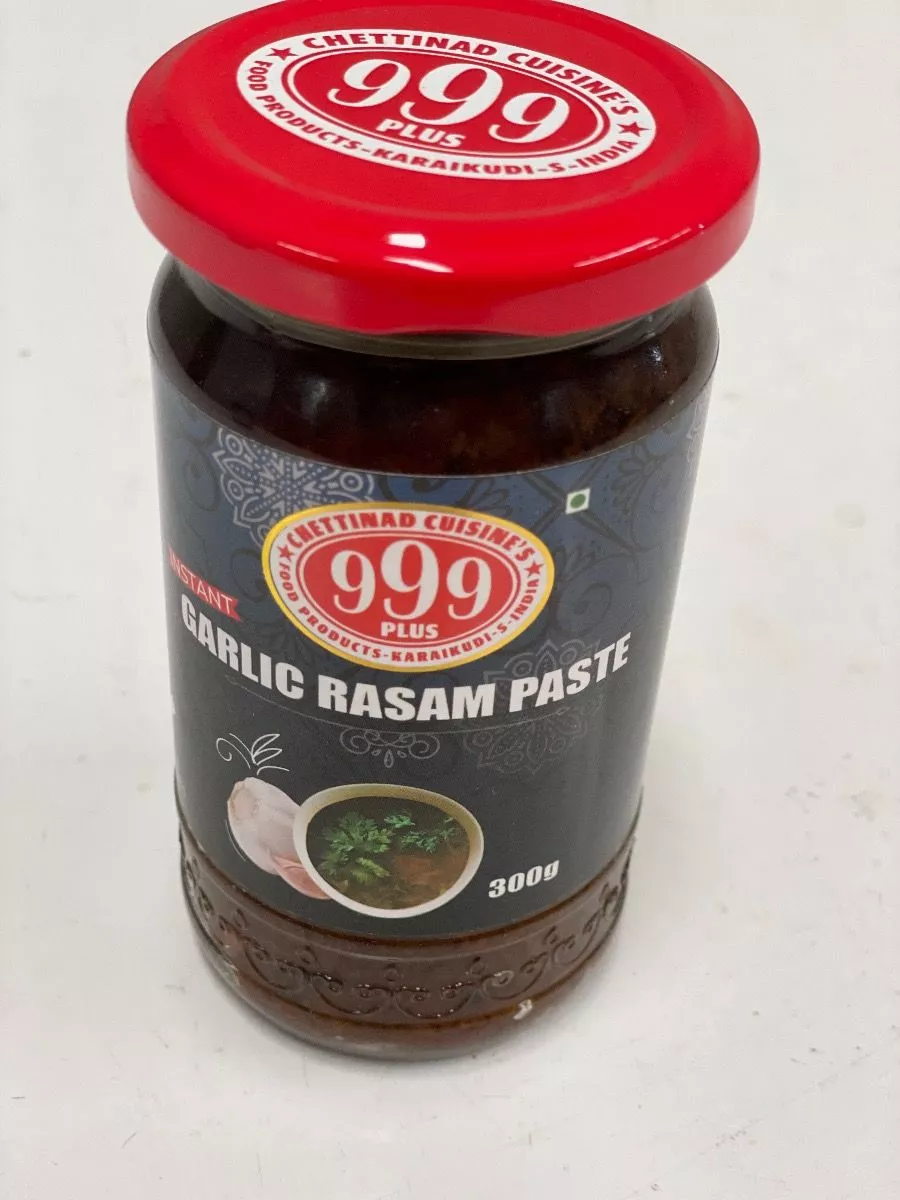 ★ CHETTINAD CUISINE'S ★
999
PLUS
FOOD PRODUCTS-KARAIKUDI-S-INDIA
★ CHETTINAD CUISINE'S ★
999
PLUS
FOOD PRODUCTS-KARAIKUDI-S-INDIA
INSTANT
GARLIC RASAM PASTE
300g